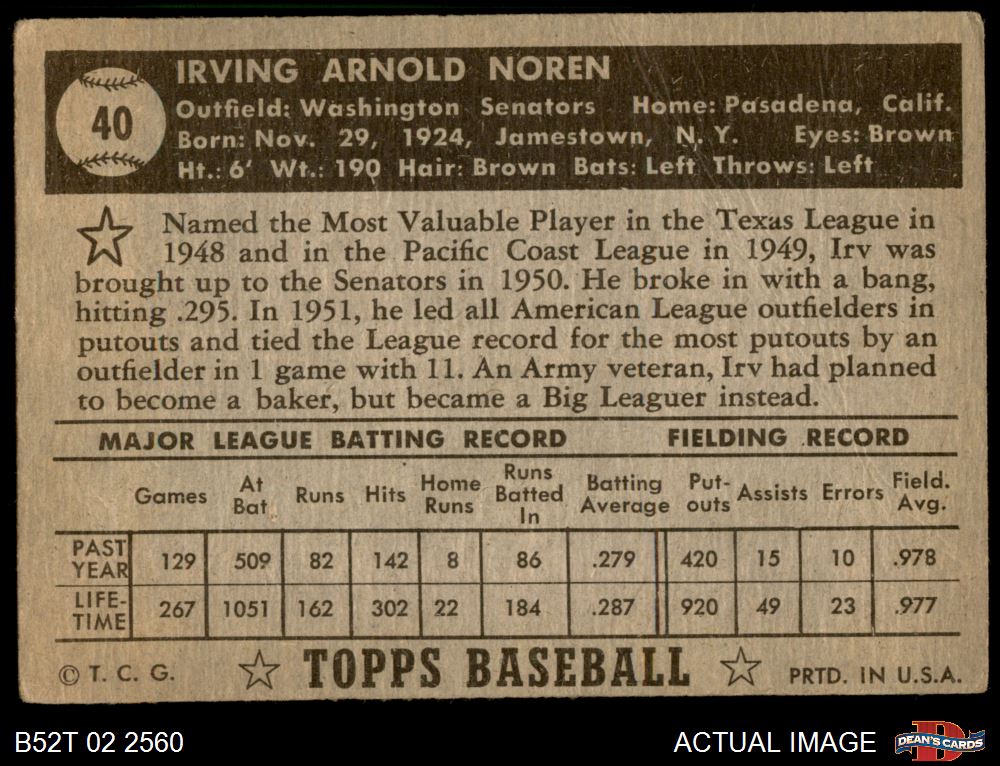 40
IRVING ARNOLD NOREN
Outfield: Washington Senators Home: Pasadena, Calif.
Born: Nov. 29, 1924, Jamestown, N. Y. Eyes: Brown
Ht.: 6' Wt.: 190 Hair: Brown Bats: Left Throws: Left
Named the Most Valuable Player in the Texas League in
1948 and in the Pacific Coast League in 1949, Irv was
brought up to the Senators in 1950. He broke in with a bang,
hitting .295. In 1951, he led all American League outfielders in
putouts and tied the League record for the most putouts by an
outfielder in 1 game with 11. An Army veteran, Irv had planned
to become a baker, but became a Big Leaguer instead.
MAJOR LEAGUE BATTING RECORD FIELDING RECORD
Games At Bat Runs Hits Home Runs Runs Batted In Batting Average Put-outs Assists Errors Field. Avg.
PAST YEAR 129 509 82 142 8 86 .279 420 15 10 .978
LIFE-TIME 267 1051 162 302 22 184 .287 920 49 23 .977
© T. C. G. TOPPS BASEBALL PRTD. IN U.S.A.
B52T 02 2560 ACTUAL IMAGE DEAN'S CARDS